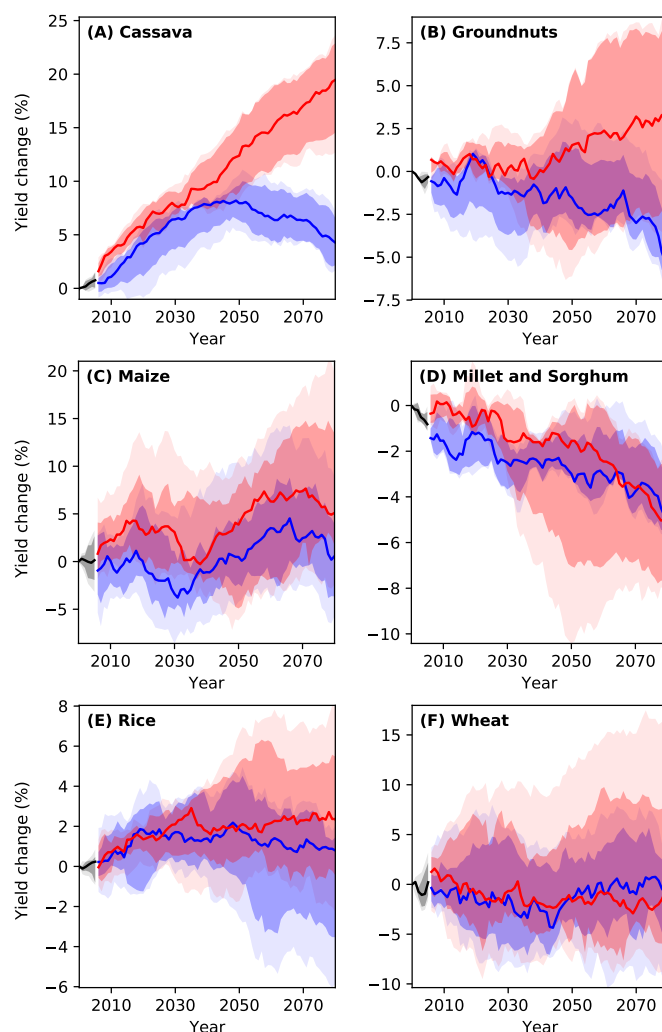 (A) Cassava
Yield change (%)
25
20
15
10
5
0
2010 2030 2050 2070
Year
(B) Groundnuts
7.5
5.0
2.5
0.0
−2.5
−5.0
−7.5
2010 2030 2050 2070
Year
(C) Maize
Yield change (%)
20
15
10
5
0
−5
2010 2030 2050 2070
Year
(D) Millet and Sorghum
0
−2
−4
−6
−8
−10
2010 2030 2050 2070
Year
(E) Rice
Yield change (%)
8
6
4
2
0
−2
−4
−6
2010 2030 2050 2070
Year
(F) Wheat
15
10
5
0
−5
−10
2010 2030 2050 2070
Year